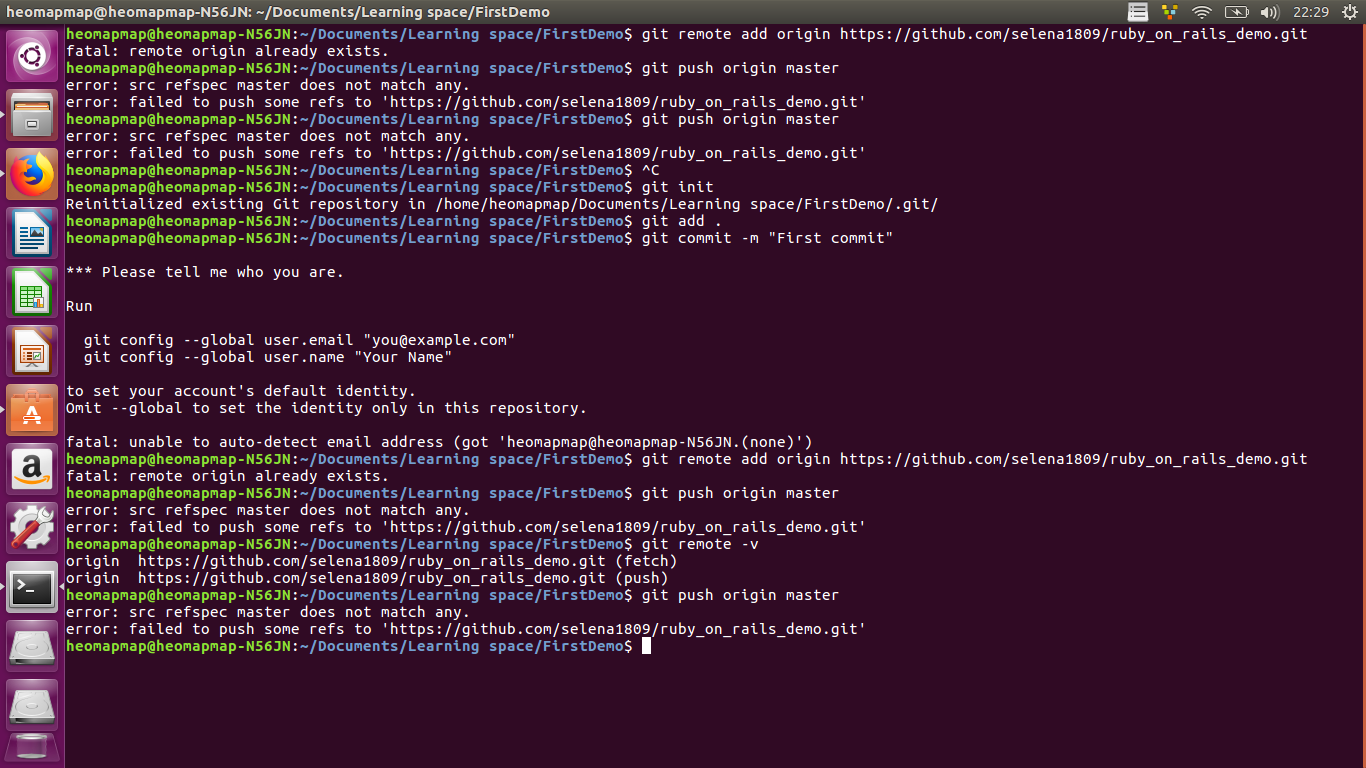 heomapmap@heomapmap-N56JN: ~/Documents/Learning space/FirstDemo
22:29
heomapmap@heomapmap-N56JN:~/Documents/Learning space/FirstDemo$ git remote add origin https://github.com/selena1809/ruby_on_rails_demo.git
fatal: remote origin already exists.
heomapmap@heomapmap-N56JN:~/Documents/Learning space/FirstDemo$ git push origin master
error: src refspec master does not match any.
error: failed to push some refs to 'https://github.com/selena1809/ruby_on_rails_demo.git'
heomapmap@heomapmap-N56JN:~/Documents/Learning space/FirstDemo$ git push origin master
error: src refspec master does not match any.
error: failed to push some refs to 'https://github.com/selena1809/ruby_on_rails_demo.git'
heomapmap@heomapmap-N56JN:~/Documents/Learning space/FirstDemo$ ^C
heomapmap@heomapmap-N56JN:~/Documents/Learning space/FirstDemo$ git init
Reinitialized existing Git repository in /home/heomapmap/Documents/Learning space/FirstDemo/.git/
heomapmap@heomapmap-N56JN:~/Documents/Learning space/FirstDemo$ git add .
heomapmap@heomapmap-N56JN:~/Documents/Learning space/FirstDemo$ git commit -m "First commit"
*** Please tell me who you are.
Run
git config --global user.email "you@example.com"
git config --global user.name "Your Name"
to set your account's default identity.
Omit --global to set the identity only in this repository.
fatal: unable to auto-detect email address (got 'heomapmap@heomapmap-N56JN.(none)')
heomapmap@heomapmap-N56JN:~/Documents/Learning space/FirstDemo$ git remote add origin https://github.com/selena1809/ruby_on_rails_demo.git
fatal: remote origin already exists.
heomapmap@heomapmap-N56JN:~/Documents/Learning space/FirstDemo$ git push origin master
error: src refspec master does not match any.
error: failed to push some refs to 'https://github.com/selena1809/ruby_on_rails_demo.git'
heomapmap@heomapmap-N56JN:~/Documents/Learning space/FirstDemo$ git remote -v
origin  https://github.com/selena1809/ruby_on_rails_demo.git (fetch)
origin  https://github.com/selena1809/ruby_on_rails_demo.git (push)
heomapmap@heomapmap-N56JN:~/Documents/Learning space/FirstDemo$ git push origin master
error: src refspec master does not match any.
error: failed to push some refs to 'https://github.com/selena1809/ruby_on_rails_demo.git'
heomapmap@heomapmap-N56JN:~/Documents/Learning space/FirstDemo$